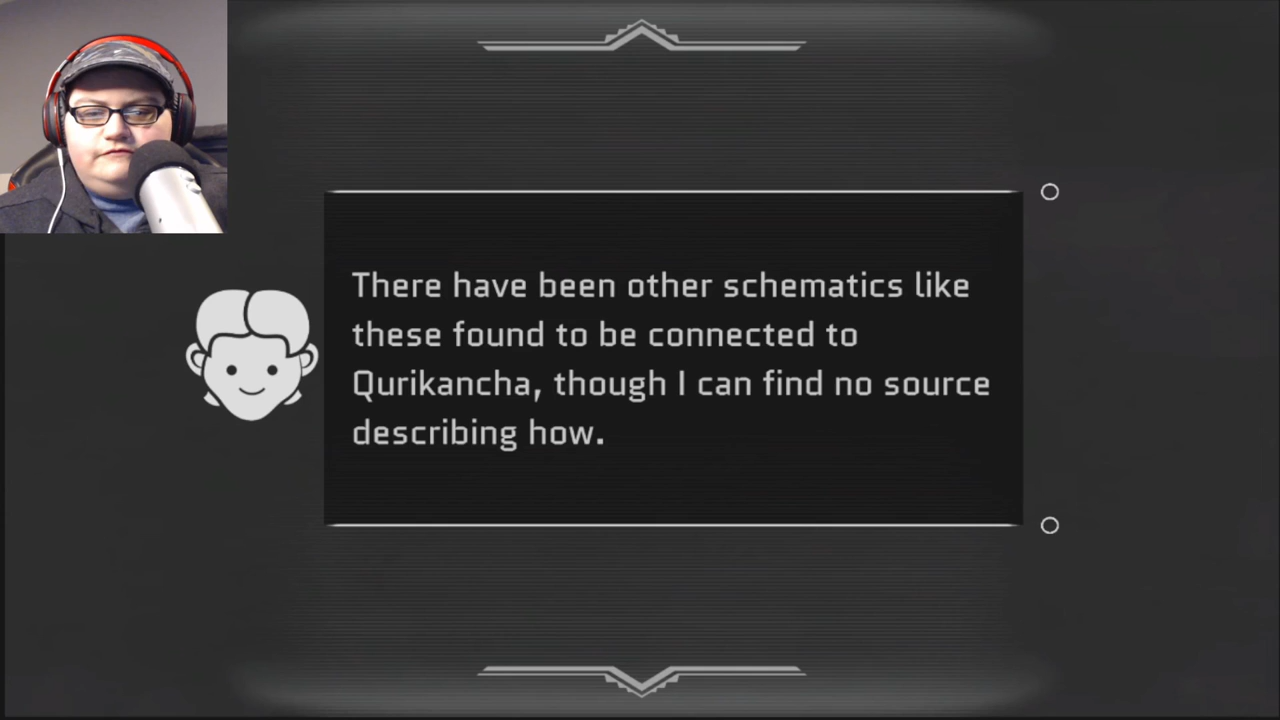 There have been other schematics like
these found to be connected to
Qurikancha, though I can find no source
describing how.